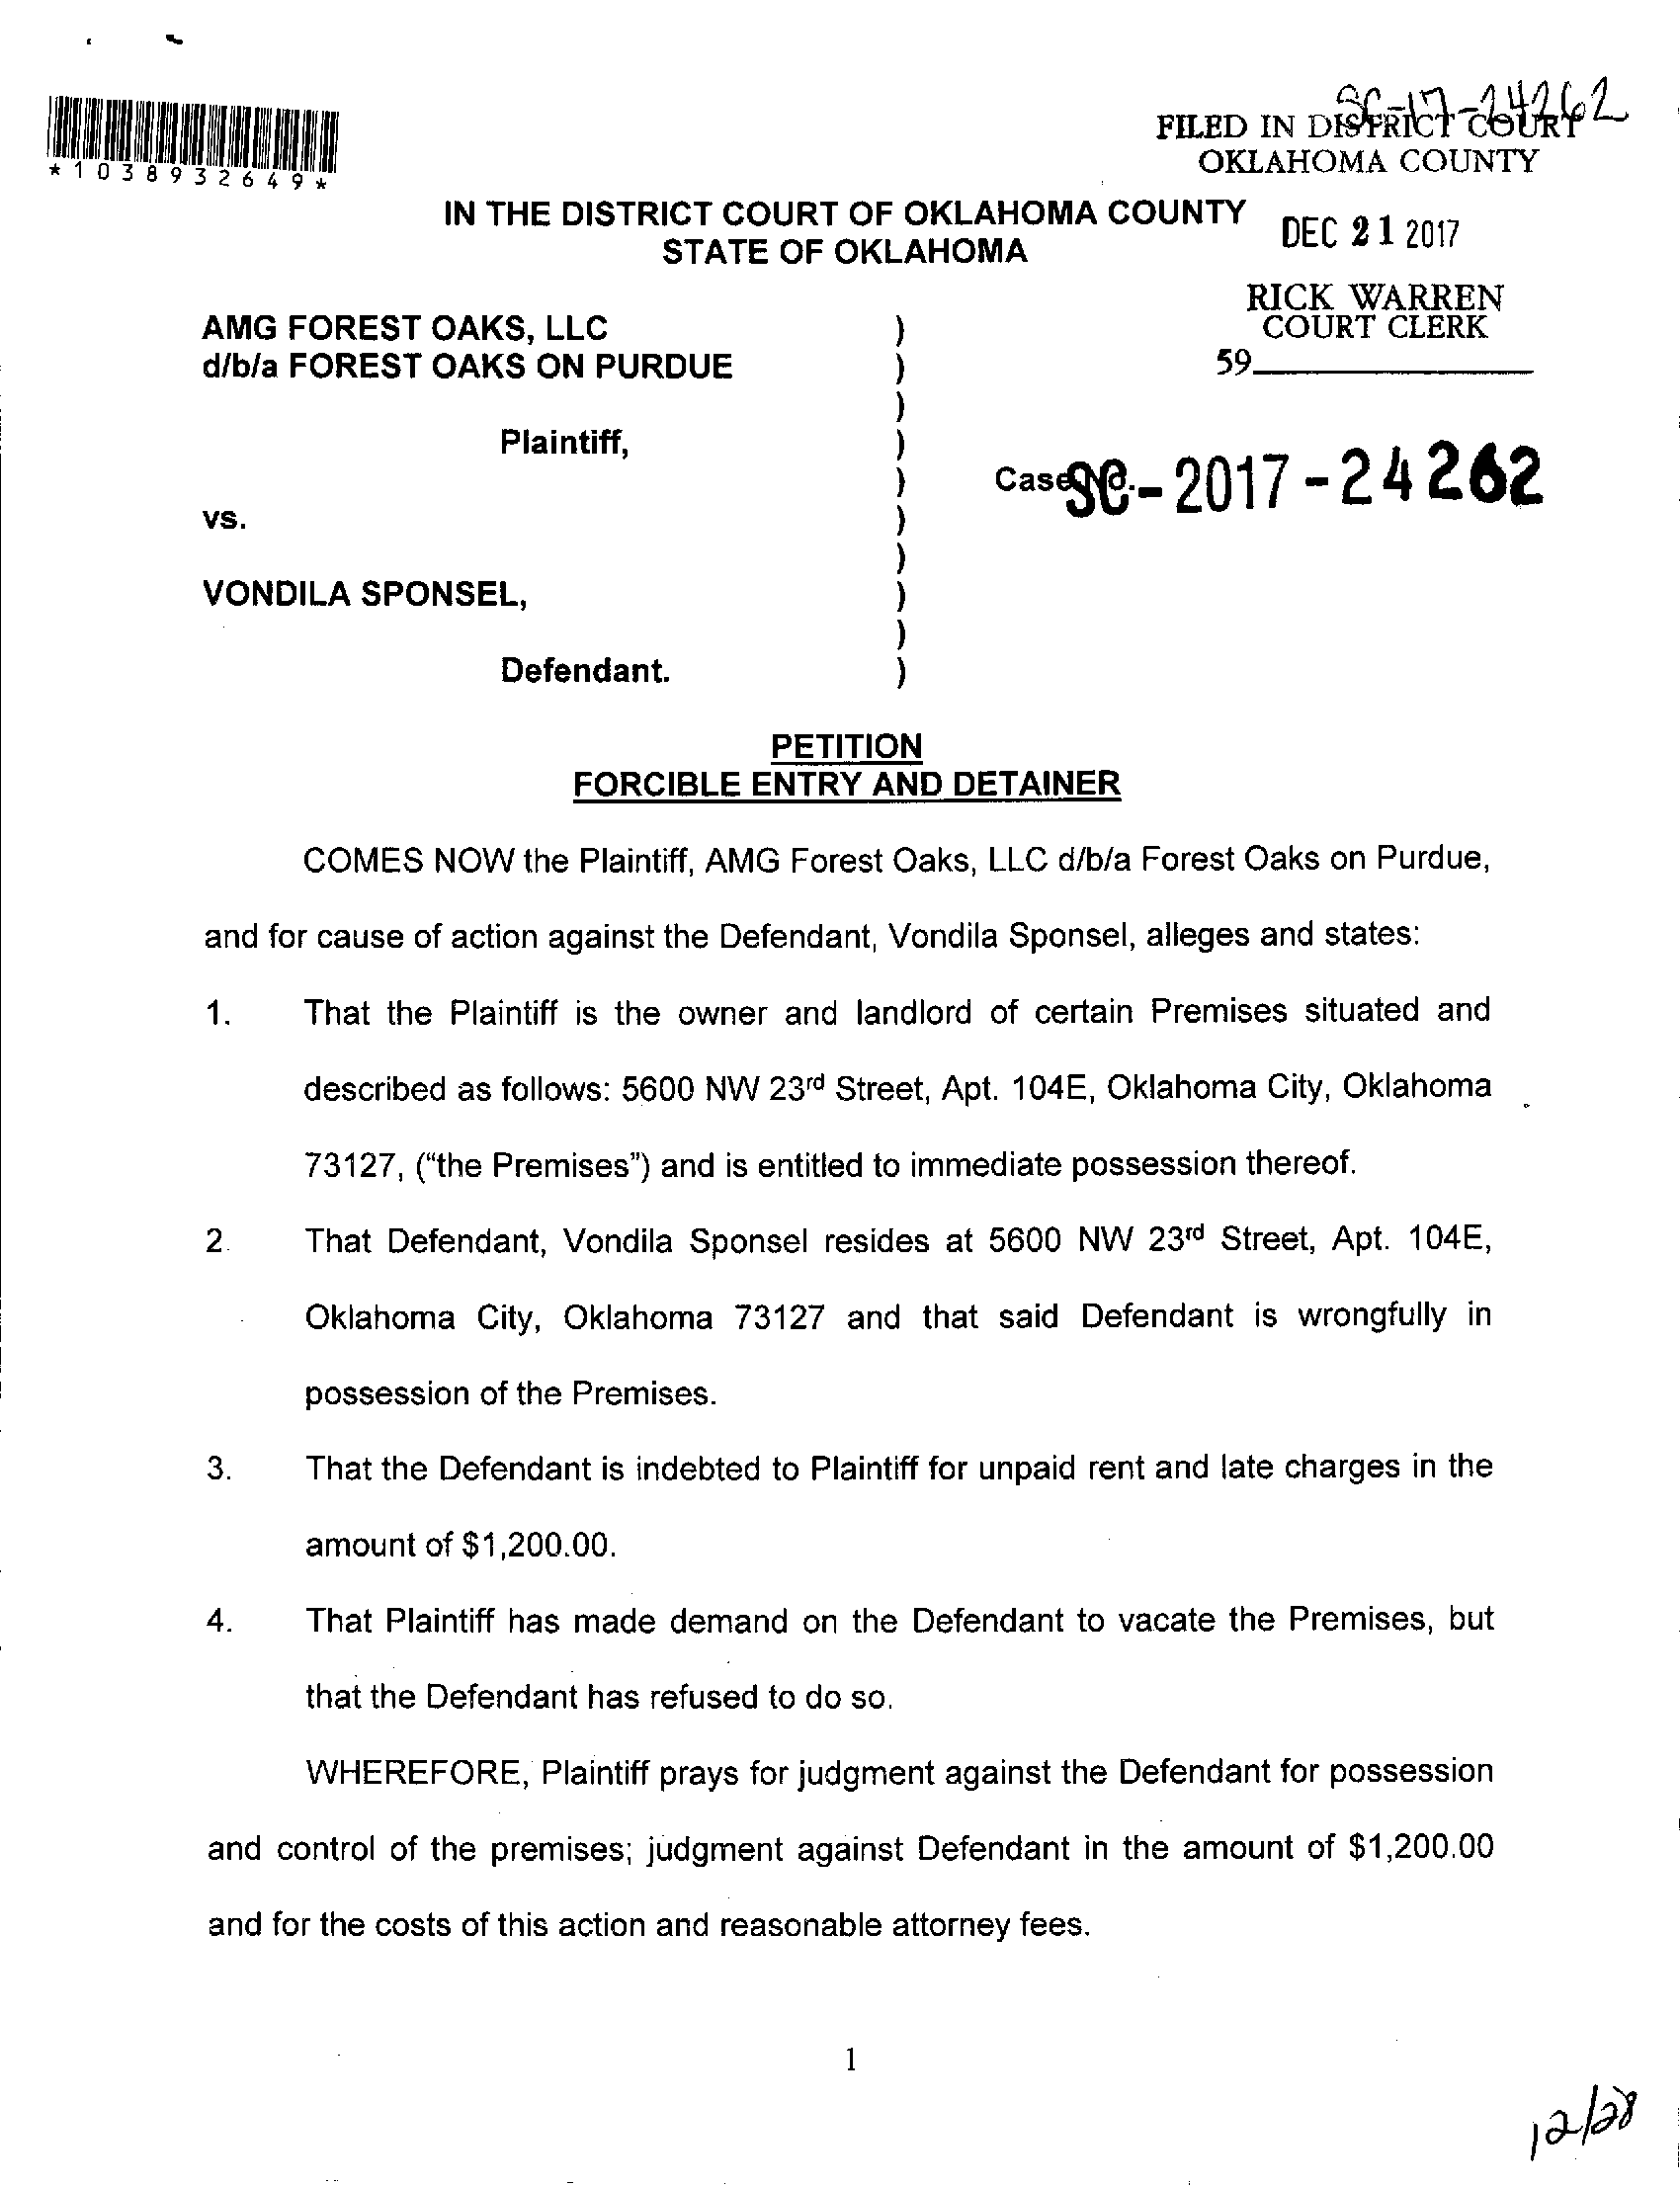 SC-17-24262
FILED IN DISTRICT COURT
OKLAHOMA COUNTY
*1038932649*
IN THE DISTRICT COURT OF OKLAHOMA COUNTY
STATE OF OKLAHOMA
DEC 21 2017
RICK WARREN
COURT CLERK
59
AMG FOREST OAKS, LLC )
d/b/a FOREST OAKS ON PURDUE )
)
Plaintiff, )
)
Case No. SC-2017-24262
vs. )
)
VONDILA SPONSEL, )
)
Defendant. )
PETITION
FORCIBLE ENTRY AND DETAINER
COMES NOW the Plaintiff, AMG Forest Oaks, LLC d/b/a Forest Oaks on Purdue,
and for cause of action against the Defendant, Vondila Sponsel, alleges and states:
1. That the Plaintiff is the owner and landlord of certain Premises situated and
described as follows: 5600 NW 23rd Street, Apt. 104E, Oklahoma City, Oklahoma
73127, (“the Premises”) and is entitled to immediate possession thereof.
2. That Defendant, Vondila Sponsel resides at 5600 NW 23rd Street, Apt. 104E,
Oklahoma City, Oklahoma 73127 and that said Defendant is wrongfully in
possession of the Premises.
3. That the Defendant is indebted to Plaintiff for unpaid rent and late charges in the
amount of $1,200.00.
4. That Plaintiff has made demand on the Defendant to vacate the Premises, but
that the Defendant has refused to do so.
WHEREFORE, Plaintiff prays for judgment against the Defendant for possession
and control of the premises; judgment against Defendant in the amount of $1,200.00
and for the costs of this action and reasonable attorney fees.
1
12/28